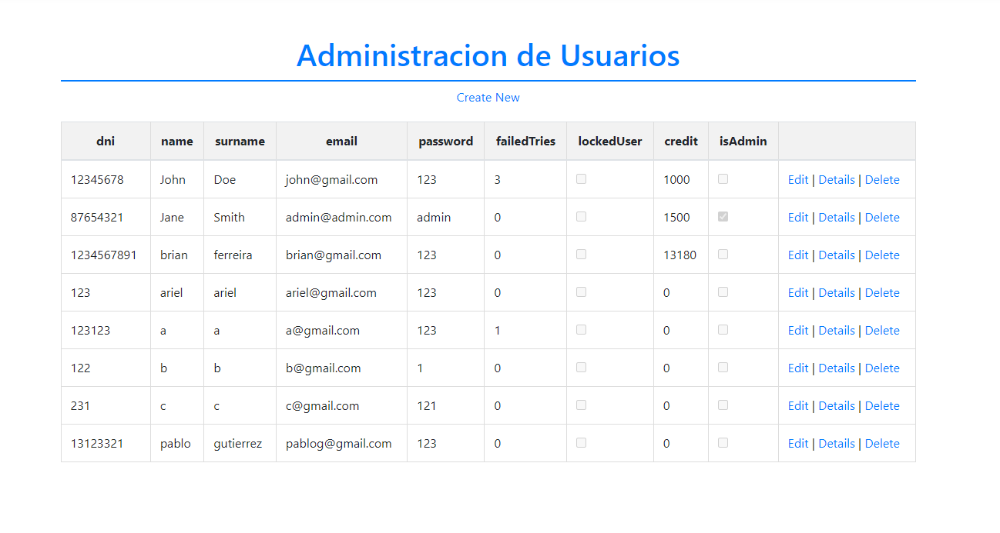 Administracion de Usuarios
Create New
dni name surname email password failedTries lockedUser credit isAdmin
12345678 John Doe john@gmail.com 123 3 1000 Edit | Details | Delete
87654321 Jane Smith admin@admin.com admin 0 1500 Edit | Details | Delete
1234567891 brian ferreira brian@gmail.com 123 0 13180 Edit | Details | Delete
123 ariel ariel ariel@gmail.com 123 0 0 Edit | Details | Delete
123123 a a a@gmail.com 123 1 0 Edit | Details | Delete
122 b b b@gmail.com 1 0 0 Edit | Details | Delete
231 c c c@gmail.com 121 0 0 Edit | Details | Delete
13123321 pablo gutierrez pablog@gmail.com 123 0 0 Edit | Details | Delete